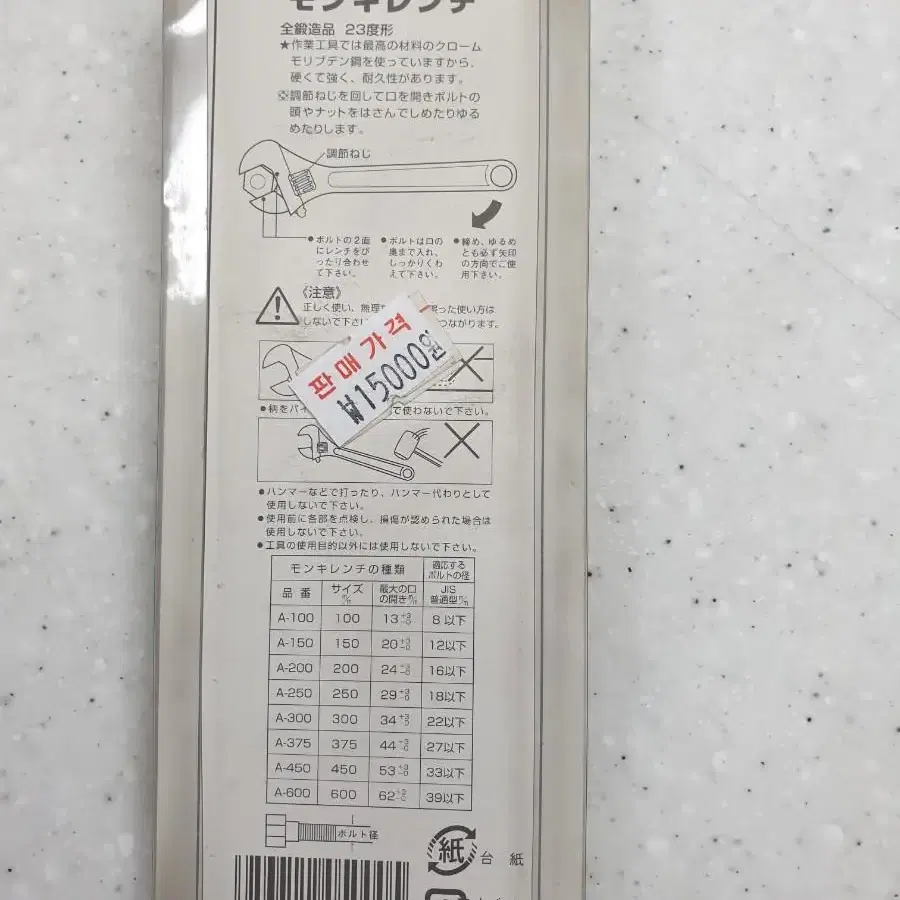 モンキレンチ
全鍛造品 23度形
★作業工具では最高の材料のクローム
モリブデン鋼を使っていますから、
硬くて強く、耐久性があります。
調節ねじを回して口を開きボルトの
頭やナットをはさんでしめたりゆる
めたりします。
調節ねじ
●ボルトの2面
にレンチをぴ
ったり合わせ
て下さい。
●ボルトは口の
奥まで入れ、
しっかりくわ
えて下さい。
●締め、ゆるめ
とも必ず矢印
の方向でご使
用下さい。
《注意》
正しく使い、無理 った使い方は
しないで下さ つながります。
판매가격
₩15000원
●柄をパイ で使わないで下さい。
●ハンマーなどで打ったり、ハンマー代わりとして
使用しないで下さい。
●使用前に各部を点検し、損傷が認められた場合は
使用しないで下さい。
●工具の使用目的以外には使用しないで下さい。
モンキレンチの種類 適応するボルトの径
品番 サイズ m/m 最大の口の開き m/m JIS普通型 m/m
A-100 100 13 +3 -0 8以下
A-150 150 20 +3 -0 12以下
A-200 200 24 +3 -0 16以下
A-250 250 29 +3 -0 18以下
A-300 300 34 +3 -0 22以下
A-375 375 44 +3 -0 27以下
A-450 450 53 +3 -0 33以下
A-600 600 62 +3 -0 39以下
ボルト径
紙 台紙